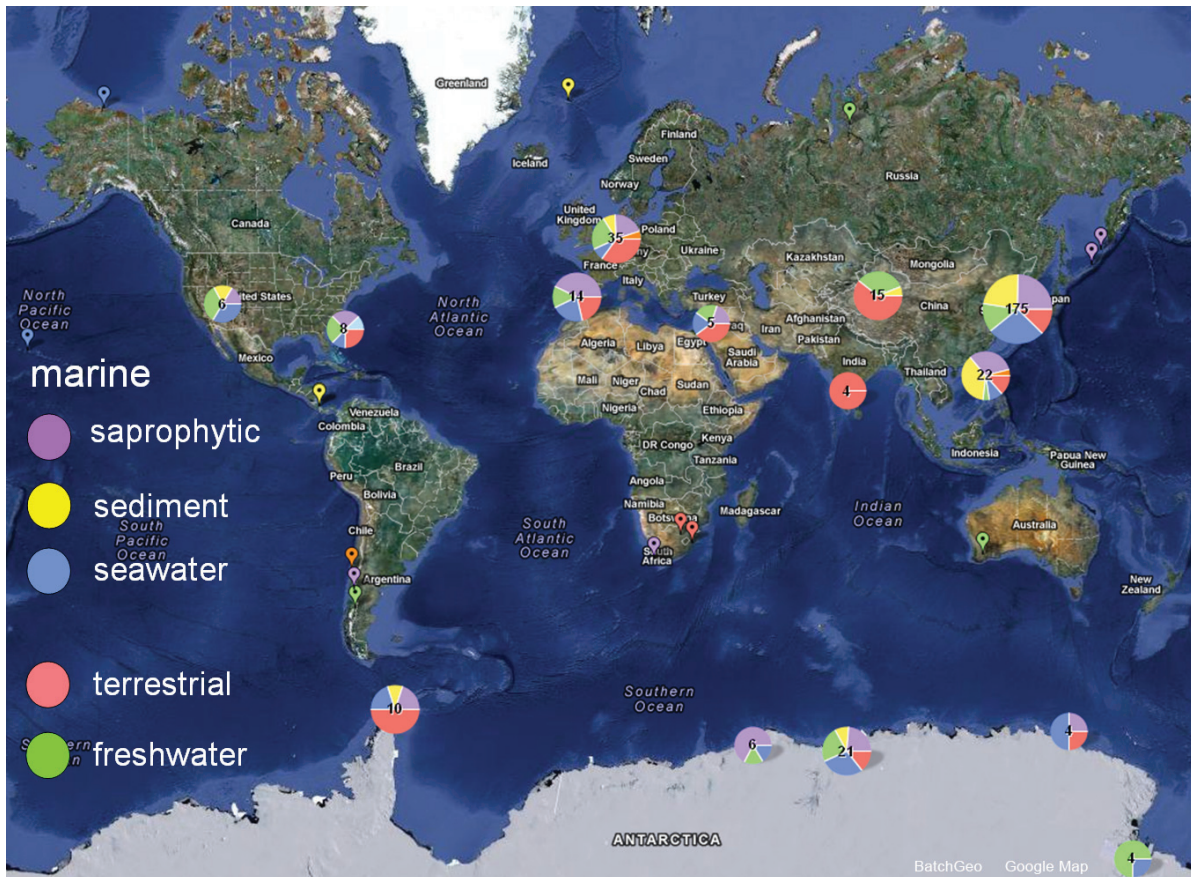 Greenland
Iceland
Finland
Sweden
Norway
Russia
Canada
United
Kingdom
35
Poland
ny
Ukraine
France
Kazakhstan
Mongolia
North
Pacific
Ocean
6
ited States
8
North
Atlantic
Ocean
14
Italy
Turkey
5
aq
Iran
Afghanistan
Pakistan
15
China
175
pan
Mexico
Algeria
Libya
Egypt
Saudi
Arabia
India
4
Thailand
22
marine
saprophytic
sediment
seawater
terrestrial
freshwater
Mali
Niger
Chad
Sudan
Nigeria
Ethiopia
Venezuela
Colombia
DR Congo
Kenya
Tanzania
Indonesia
Papua New
Guinea
Peru
Brazil
Bolivia
Angola
Namibia
Botswana
Madagascar
Indian
Ocean
Australia
South
Pacific
Ocean
Chile
Argentina
South
Atlantic
Ocean
South
Africa
New
Zealand
10
Southern
Ocean
6
21
4
ANTARCTICA
4
BatchGeo Google Map